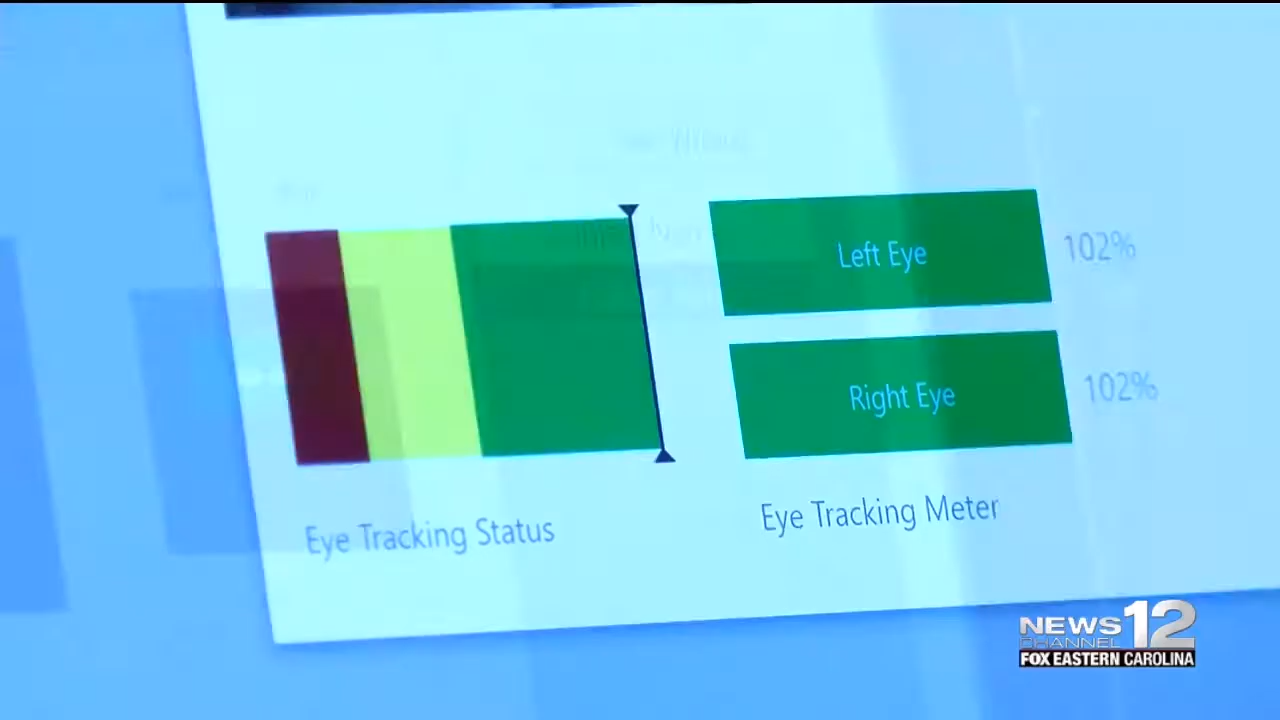 Left Eye
102%
Right Eye
102%
Eye Tracking Status
Eye Tracking Meter
NEWS 12
CHANNEL
FOX EASTERN CAROLINA